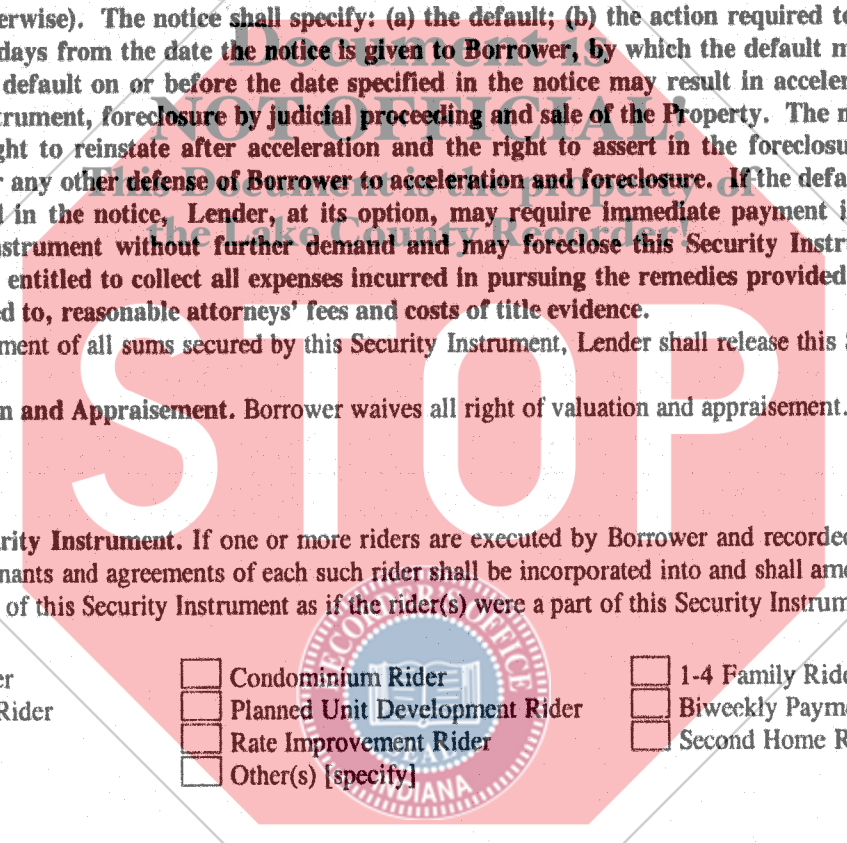 erwise). The notice shall specify: (a) the default; (b) the action required to
days from the date the notice is given to Borrower, by which the default m
default on or before the date specified in the notice may result in acceler
trument, foreclosure by judicial proceeding and sale of the Property. The n
ght to reinstate after acceleration and the right to assert in the foreclosu
r any other defense of Borrower to acceleration and foreclosure. If the defa
l in the notice, Lender, at its option, may require immediate payment i
nstrument without further demand and may foreclose this Security Instr
entitled to collect all expenses incurred in pursuing the remedies provided
ed to, reasonable attorneys' fees and costs of title evidence.
ment of all sums secured by this Security Instrument, Lender shall release this S
n and Appraisement. Borrower waives all right of valuation and appraisement.
rity Instrument. If one or more riders are executed by Borrower and recorded
nants and agreements of each such rider shall be incorporated into and shall ame
of this Security Instrument as if the rider(s) were a part of this Security Instrum
er
Rider
Condominium Rider
Planned Unit Development Rider
Rate Improvement Rider
Other(s) [specify]
1-4 Family Ride
Biweekly Payme
Second Home R
Document is
NOT OFFICIAL!
This Document is the property of
the Lake County Recorder!
STOP
RECORDER'S OFFICE
SEAL
INDIANA